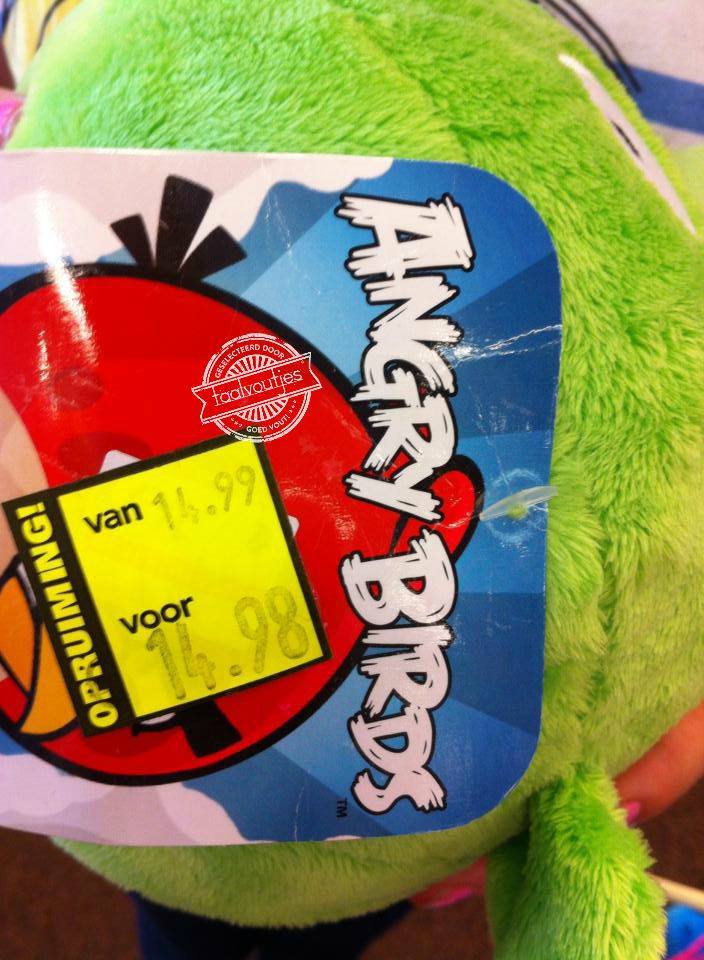 ANGRY BIRDS
TM
GESELECTEERD DOOR
taalvoutjes
GOED VOUT!
OPRUIMING!
van 14.99
voor
14.98